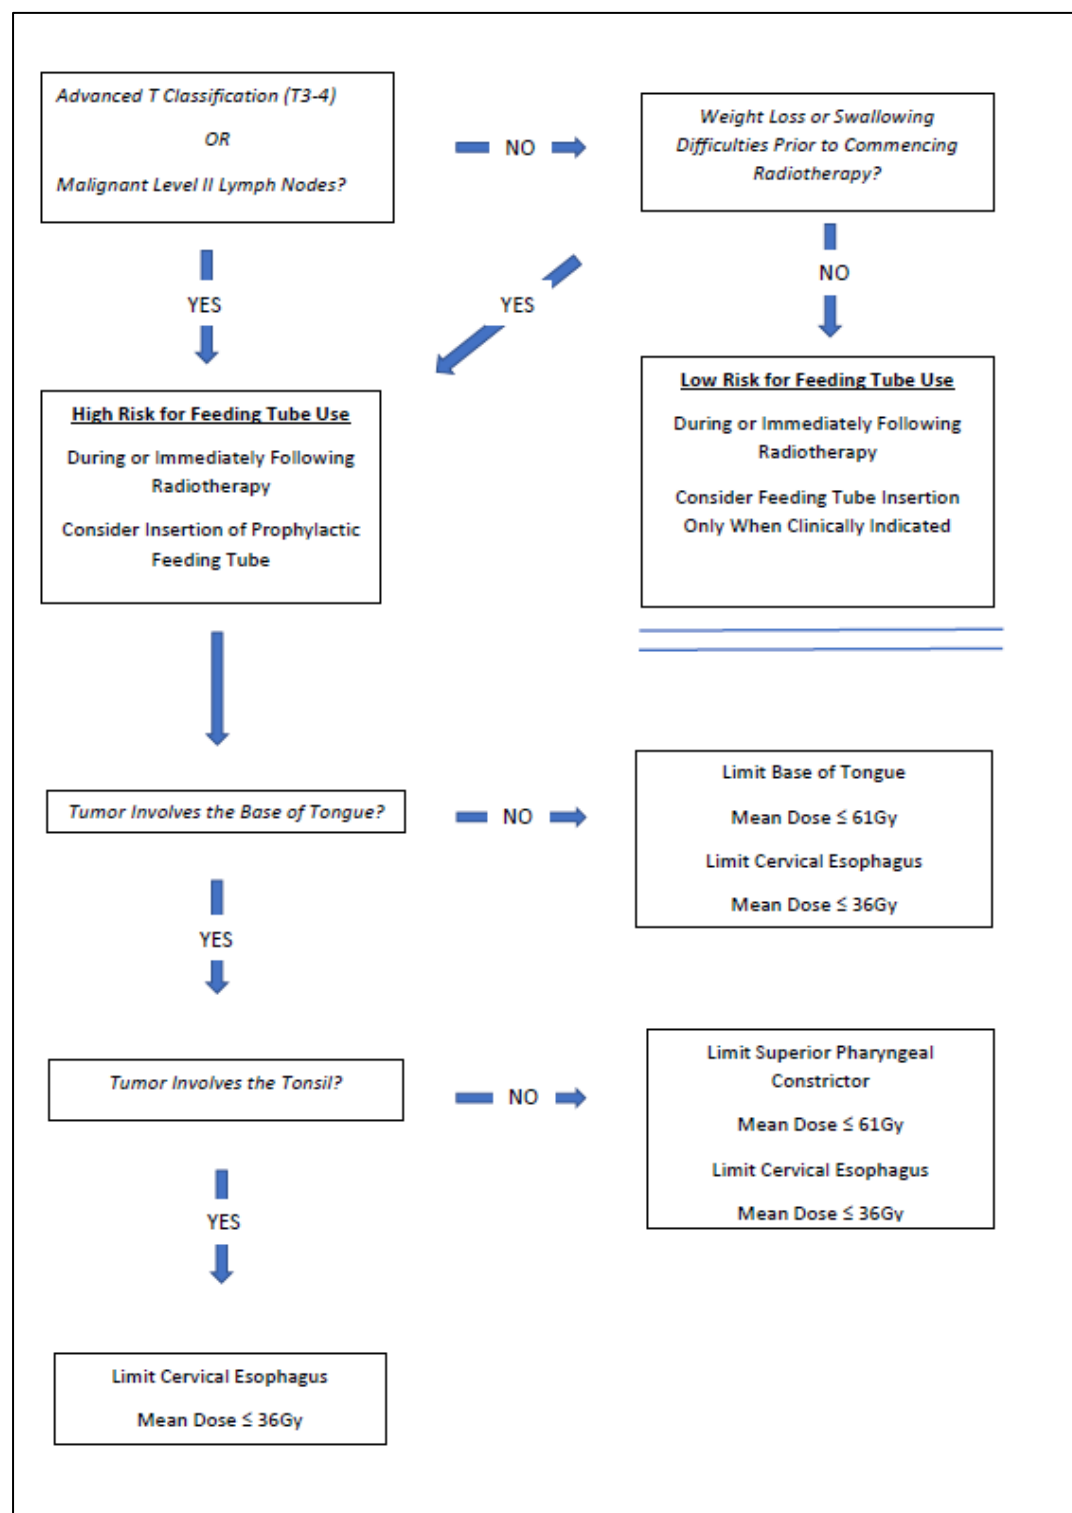 Advanced T Classification (T3-4)
OR
Malignant Level II Lymph Nodes?
NO
Weight Loss or Swallowing
Difficulties Prior to Commencing
Radiotherapy?
YES
YES
NO
High Risk for Feeding Tube Use
During or Immediately Following
Radiotherapy
Consider Insertion of Prophylactic
Feeding Tube
Low Risk for Feeding Tube Use
During or Immediately Following
Radiotherapy
Consider Feeding Tube Insertion
Only When Clinically Indicated
Tumor Involves the Base of Tongue?
NO
Limit Base of Tongue
Mean Dose ≤ 61Gy
Limit Cervical Esophagus
Mean Dose ≤ 36Gy
YES
Tumor Involves the Tonsil?
NO
Limit Superior Pharyngeal
Constrictor
Mean Dose ≤ 61Gy
Limit Cervical Esophagus
Mean Dose ≤ 36Gy
YES
Limit Cervical Esophagus
Mean Dose ≤ 36Gy